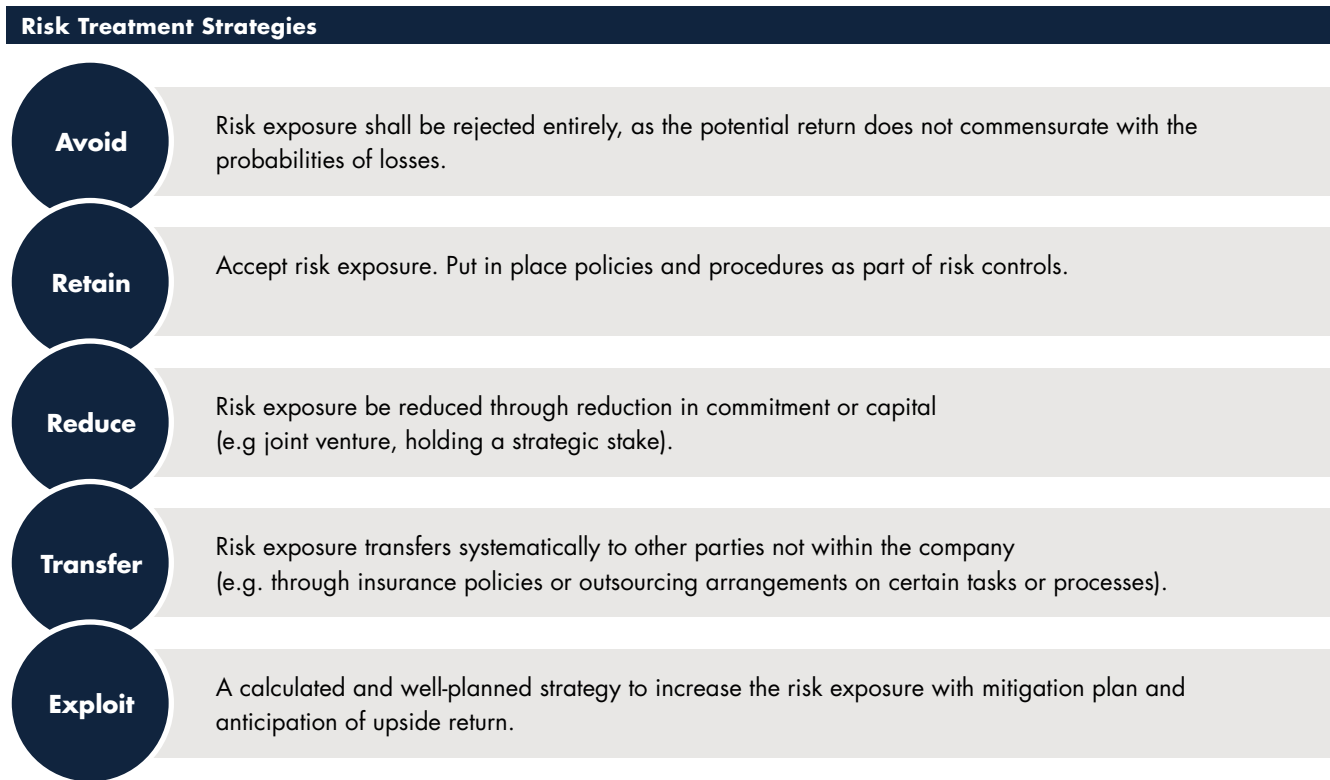 Risk Treatment Strategies
Avoid
Risk exposure shall be rejected entirely, as the potential return does not commensurate with the
probabilities of losses.
Retain
Accept risk exposure. Put in place policies and procedures as part of risk controls.
Reduce
Risk exposure be reduced through reduction in commitment or capital
(e.g joint venture, holding a strategic stake).
Transfer
Risk exposure transfers systematically to other parties not within the company
(e.g. through insurance policies or outsourcing arrangements on certain tasks or processes).
Exploit
A calculated and well-planned strategy to increase the risk exposure with mitigation plan and
anticipation of upside return.